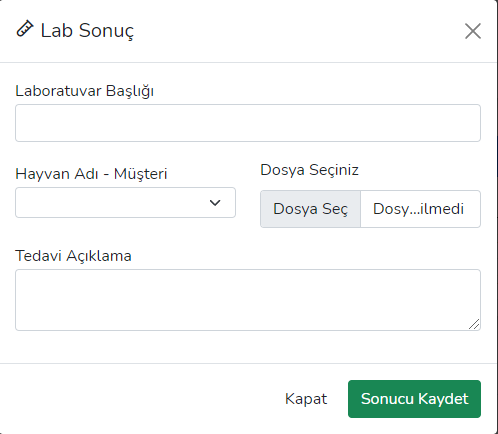 Lab Sonuç
Laboratuvar Başlığı
Hayvan Adı - Müşteri
Dosya Seçiniz
Dosya Seç Dosy...ilmedi
Tedavi Açıklama
Kapat Sonucu Kaydet